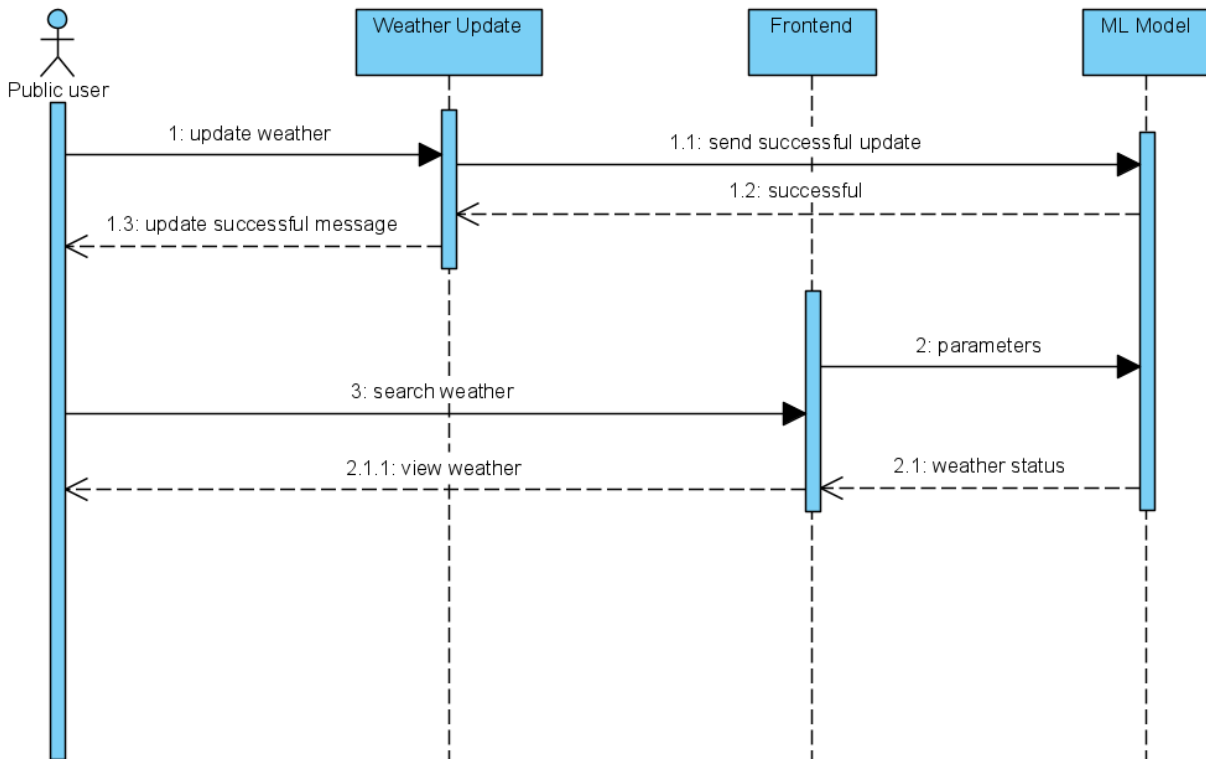 Weather Update
Frontend
ML Model
Public user
1: update weather
1.1: send successful update
1.2: successful
1.3: update successful message
2: parameters
3: search weather
2.1.1: view weather
2.1: weather status